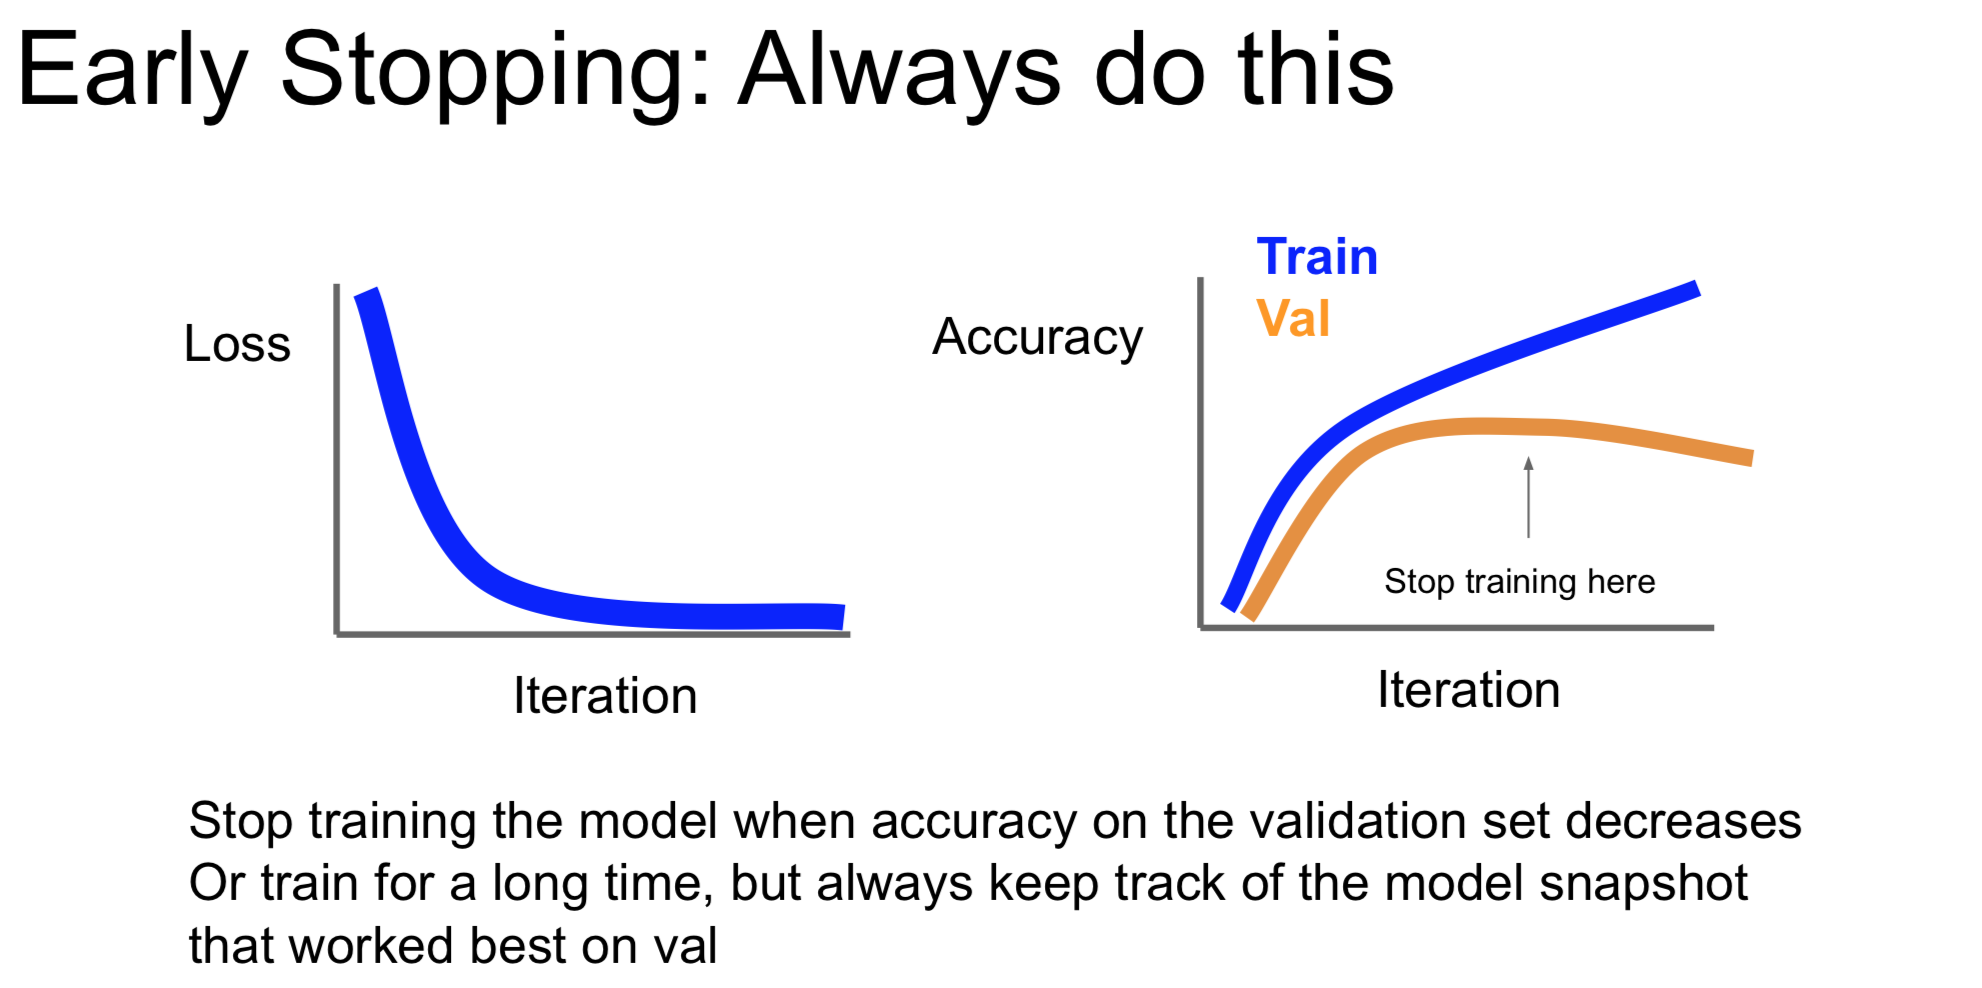 Early Stopping: Always do this
Loss
Iteration
Accuracy
Train
Val
Stop training here
Iteration
Stop training the model when accuracy on the validation set decreases
Or train for a long time, but always keep track of the model snapshot
that worked best on val